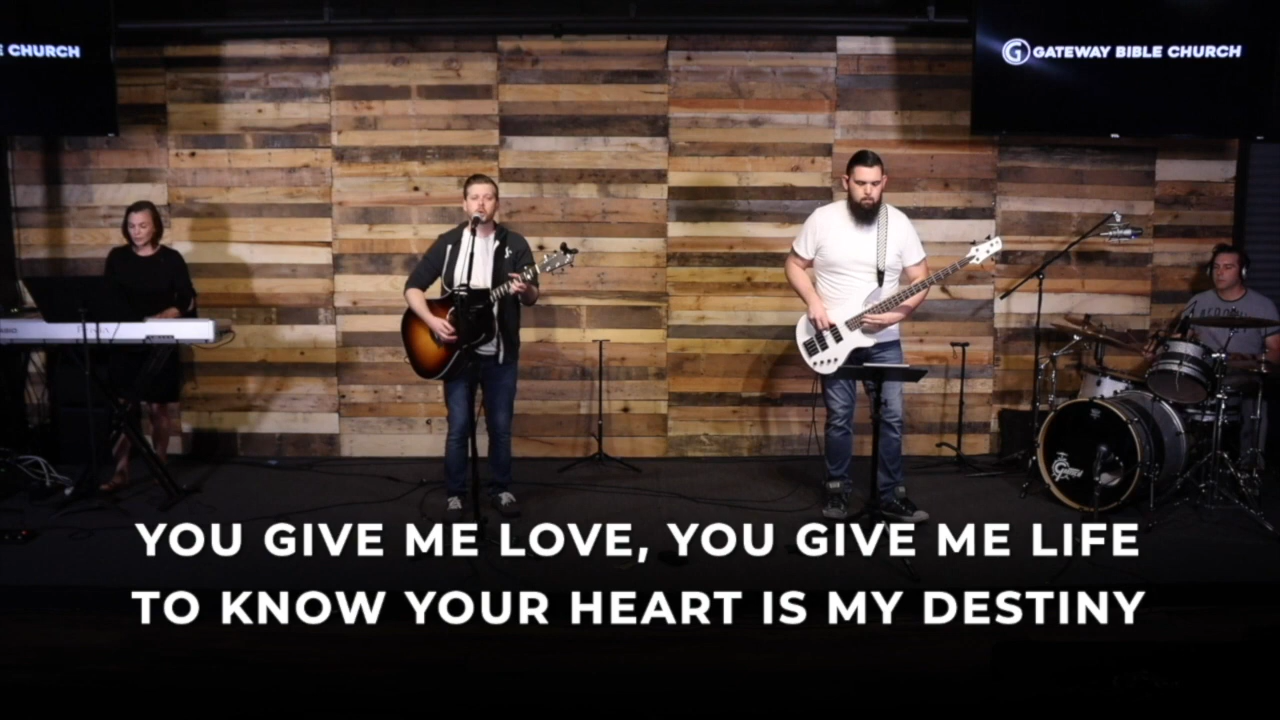 E CHURCH
GATEWAY BIBLE CHURCH
YOU GIVE ME LOVE, YOU GIVE ME LIFE
TO KNOW YOUR HEART IS MY DESTINY